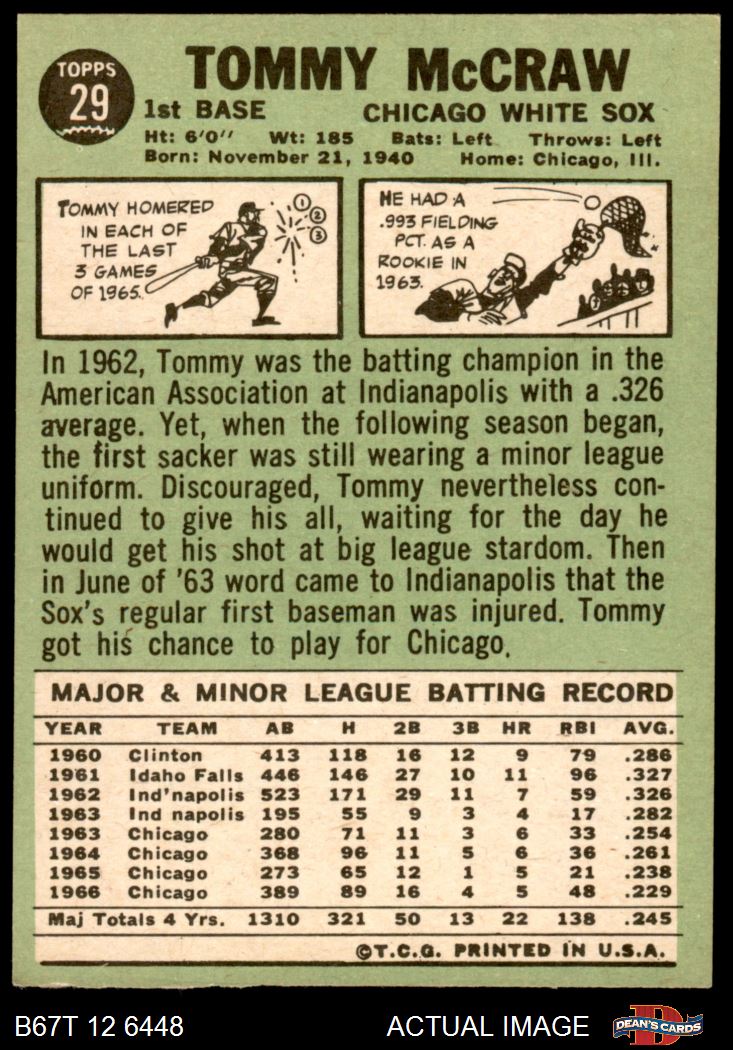 TOPPS
29
TOMMY McCRAW
1st BASE CHICAGO WHITE SOX
Ht: 6'0" Wt: 185 Bats: Left Throws: Left
Born: November 21, 1940 Home: Chicago, Ill.
TOMMY HOMERED
IN EACH OF
THE LAST
3 GAMES
OF 1965.
1
2
3
HE HAD A
.993 FIELDING
PCT. AS A
ROOKIE IN
1963.
In 1962, Tommy was the batting champion in the
American Association at Indianapolis with a .326
average. Yet, when the following season began,
the first sacker was still wearing a minor league
uniform. Discouraged, Tommy nevertheless con-
tinued to give his all, waiting for the day he
would get his shot at big league stardom. Then
in June of '63 word came to Indianapolis that the
Sox's regular first baseman was injured. Tommy
got his chance to play for Chicago.
MAJOR & MINOR LEAGUE BATTING RECORD
YEAR TEAM AB H 2B 3B HR RBI AVG.
1960 Clinton 413 118 16 12 9 79 .286
1961 Idaho Falls 446 146 27 10 11 96 .327
1962 Ind'napolis 523 171 29 11 7 59 .326
1963 Ind napolis 195 55 9 3 4 17 .282
1963 Chicago 280 71 11 3 6 33 .254
1964 Chicago 368 96 11 5 6 36 .261
1965 Chicago 273 65 12 1 5 21 .238
1966 Chicago 389 89 16 4 5 48 .229
Maj Totals 4 Yrs. 1310 321 50 13 22 138 .245
©T.C.G. PRINTED IN U.S.A.
B67T 12 6448 ACTUAL IMAGE
D
DEAN'S CARDS